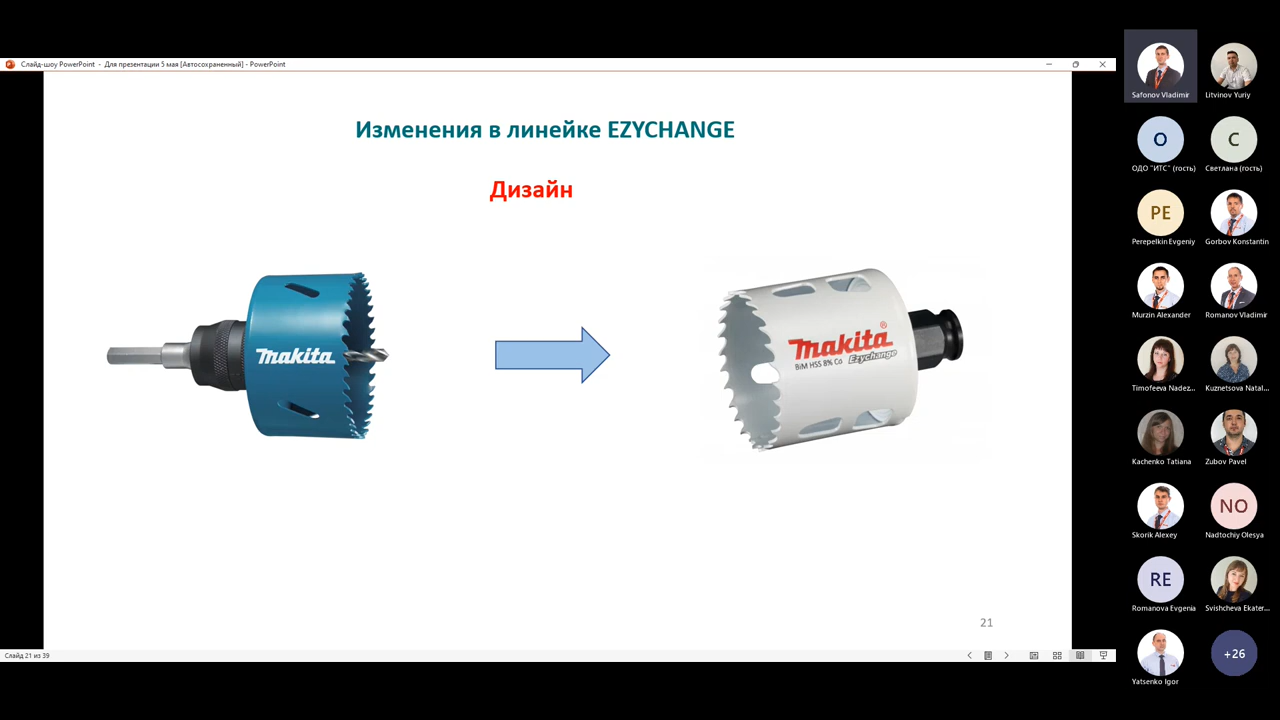 Слайд-шоу PowerPoint - Для презентации 5 мая [Автосохраненный] - PowerPoint
Изменения в линейке EZYCHANGE
Дизайн
makita
makita®
BiM HSS 8% Co Ezychange
21
Слайд 21 из 39
Safonov Vladimir
Litvinov Yuriy
O
C
ОДО "ИТС" (гость)
Светлана (гость)
PE
Perepelkin Evgeniy
Gorbov Konstantin
Murzin Alexander
Romanov Vladimir
Timofeeva Nadez...
Kuznetsova Natal...
Kachenko Tatiana
Zubov Pavel
NO
Skorik Alexey
Nadtochiy Olesya
RE
Romanova Evgenia
Svishcheva Ekater...
+26
Yatsenko Igor